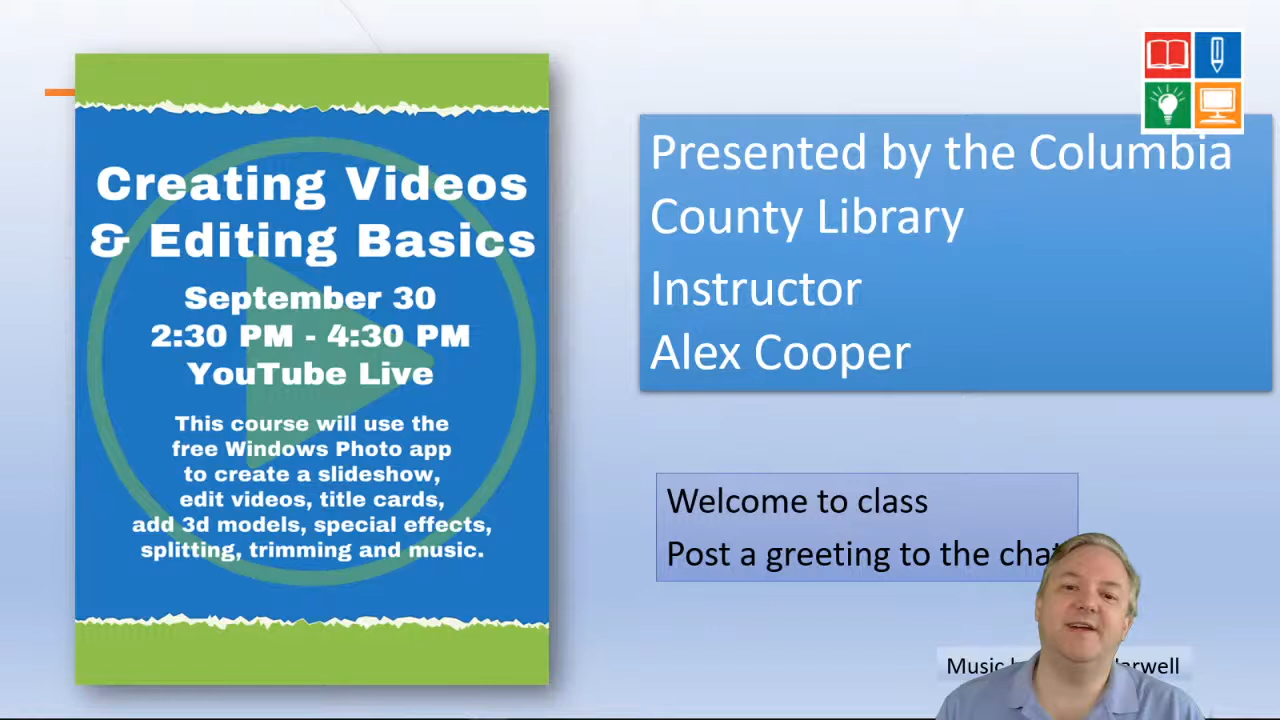 Creating Videos
& Editing Basics
September 30
2:30 PM - 4:30 PM
YouTube Live
This course will use the
free Windows Photo app
to create a slideshow,
edit videos, title cards,
add 3d models, special effects,
splitting, trimming and music.
Presented by the Columbia
County Library
Instructor
Alex Cooper
Welcome to class
Post a greeting to the chat
Music